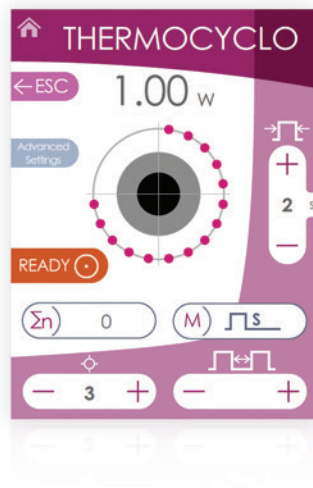 THERMOCYCLO
← ESC
1.00 w
Advanced
Settings
+
2 s
−
READY
Σn) 0
M) S
− 3 +
− +